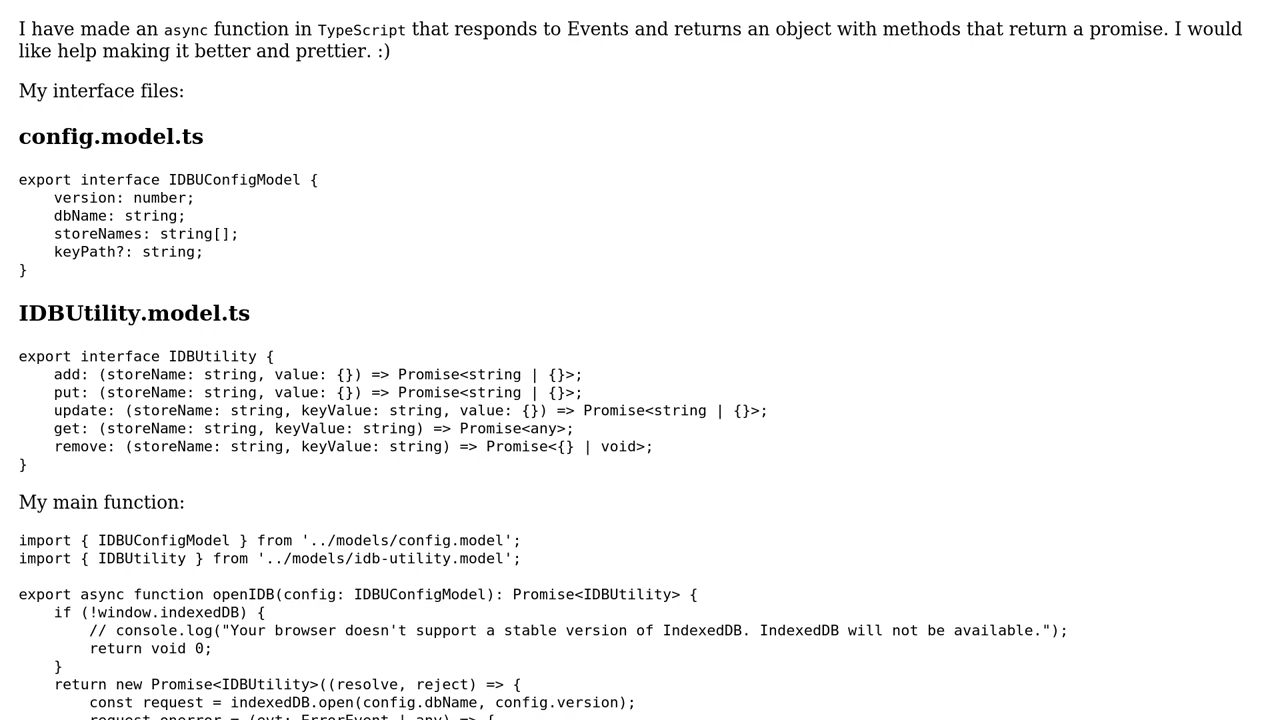 I have made an async function in TypeScript that responds to Events and returns an object with methods that return a promise. I would
like help making it better and prettier. :)
My interface files:
config.model.ts
export interface IDBUConfigModel {
    version: number;
    dbName: string;
    storeNames: string[];
    keyPath?: string;
}
IDBUtility.model.ts
export interface IDBUtility {
    add: (storeName: string, value: {}) => Promise<string | {}>;
    put: (storeName: string, value: {}) => Promise<string | {}>;
    update: (storeName: string, keyValue: string, value: {}) => Promise<string | {}>;
    get: (storeName: string, keyValue: string) => Promise<any>;
    remove: (storeName: string, keyValue: string) => Promise<{} | void>;
}
My main function:
import { IDBUConfigModel } from '../models/config.model';
import { IDBUtility } from '../models/idb-utility.model';
export async function openIDB(config: IDBUConfigModel): Promise<IDBUtility> {
    if (!window.indexedDB) {
        // console.log("Your browser doesn't support a stable version of IndexedDB. IndexedDB will not be available.");
        return void 0;
    }
    return new Promise<IDBUtility>((resolve, reject) => {
        const request = indexedDB.open(config.dbName, config.version);
        request.onerror = (evt: ErrorEvent | any) => {